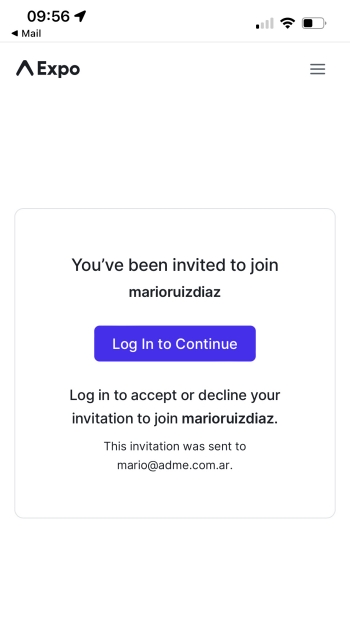 09:56
◀ Mail
Expo
You’ve been invited to join
marioruizdiaz
Log In to Continue
Log in to accept or decline your
invitation to join marioruizdiaz.
This invitation was sent to
mario@adme.com.ar.